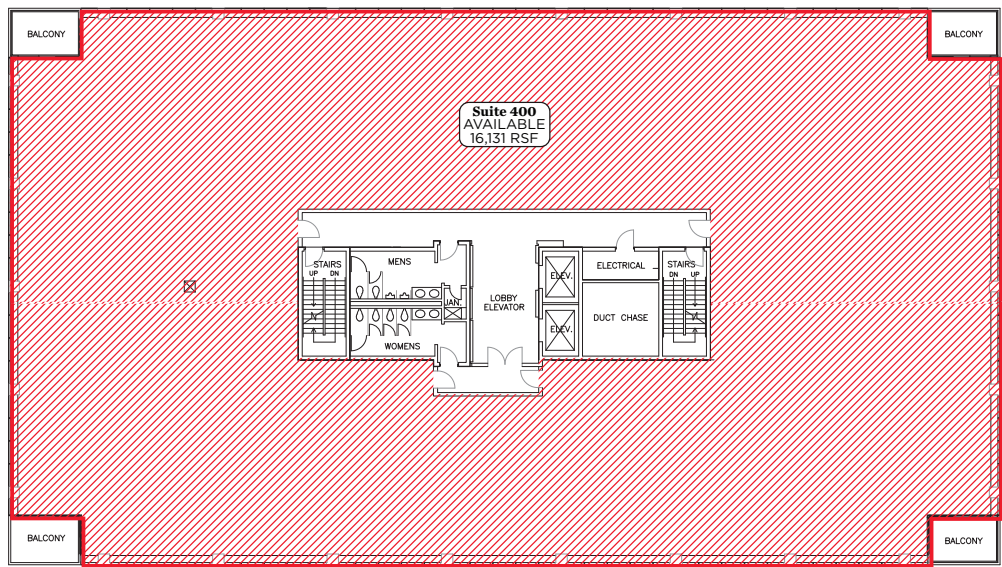 BALCONY
BALCONY
Suite 400
AVAILABLE
16,131 RSF
STAIRS
UP DN
MENS
ELEV.
ELECTRICAL
STAIRS
DN UP
JAN.
LOBBY
ELEVATOR
DUCT CHASE
ELEV.
WOMENS
BALCONY
BALCONY